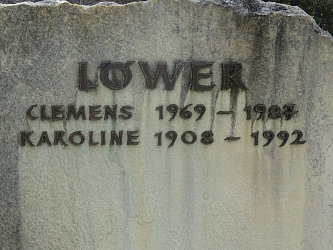 LÖWER
CLEMENS 1969 – 1987
KAROLINE 1908 – 1992